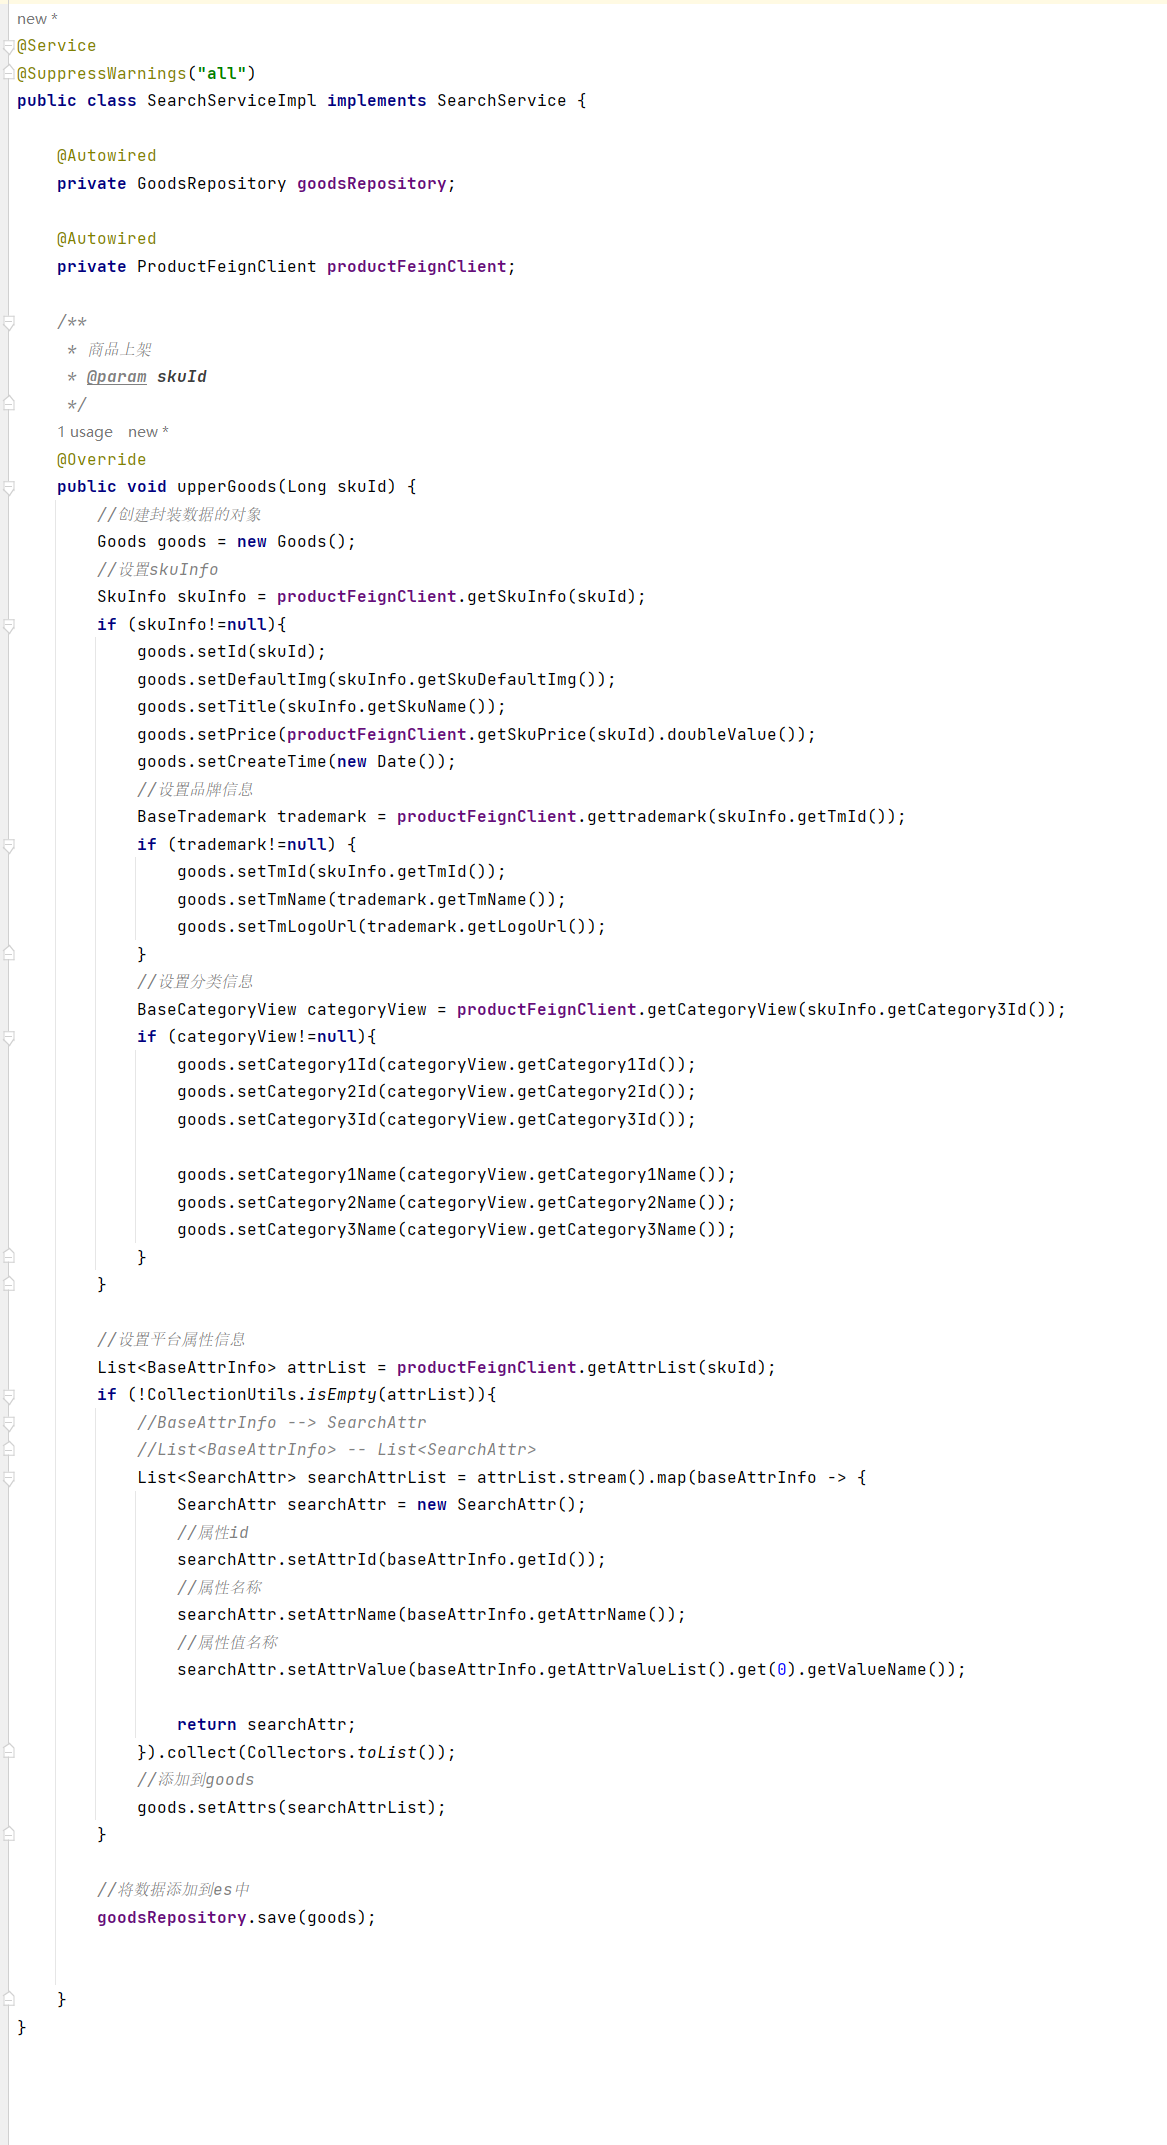 new *
@Service
@SuppressWarnings("all")
public class SearchServiceImpl implements SearchService {
@Autowired
private GoodsRepository goodsRepository;
@Autowired
private ProductFeignClient productFeignClient;
/**
* 商品上架
* @param skuId
*/
1 usage new *
@Override
public void upperGoods(Long skuId) {
//创建封装数据的对象
Goods goods = new Goods();
//设置skuInfo
SkuInfo skuInfo = productFeignClient.getSkuInfo(skuId);
if (skuInfo!=null){
goods.setId(skuId);
goods.setDefaultImg(skuInfo.getSkuDefaultImg());
goods.setTitle(skuInfo.getSkuName());
goods.setPrice(productFeignClient.getSkuPrice(skuId).doubleValue());
goods.setCreateTime(new Date());
//设置品牌信息
BaseTrademark trademark = productFeignClient.gettrademark(skuInfo.getTmId());
if (trademark!=null) {
goods.setTmId(skuInfo.getTmId());
goods.setTmName(trademark.getTmName());
goods.setTmLogoUrl(trademark.getLogoUrl());
}
//设置分类信息
BaseCategoryView categoryView = productFeignClient.getCategoryView(skuInfo.getCategory3Id());
if (categoryView!=null){
goods.setCategory1Id(categoryView.getCategory1Id());
goods.setCategory2Id(categoryView.getCategory2Id());
goods.setCategory3Id(categoryView.getCategory3Id());
goods.setCategory1Name(categoryView.getCategory1Name());
goods.setCategory2Name(categoryView.getCategory2Name());
goods.setCategory3Name(categoryView.getCategory3Name());
}
}
//设置平台属性信息
List<BaseAttrInfo> attrList = productFeignClient.getAttrList(skuId);
if (!CollectionUtils.isEmpty(attrList)){
//BaseAttrInfo --> SearchAttr
//List<BaseAttrInfo> -- List<SearchAttr>
List<SearchAttr> searchAttrList = attrList.stream().map(baseAttrInfo -> {
SearchAttr searchAttr = new SearchAttr();
//属性id
searchAttr.setAttrId(baseAttrInfo.getId());
//属性名称
searchAttr.setAttrName(baseAttrInfo.getAttrName());
//属性值名称
searchAttr.setAttrValue(baseAttrInfo.getAttrValueList().get(0).getValueName());
return searchAttr;
}).collect(Collectors.toList());
//添加到goods
goods.setAttrs(searchAttrList);
}
//将数据添加到es中
goodsRepository.save(goods);
}
}